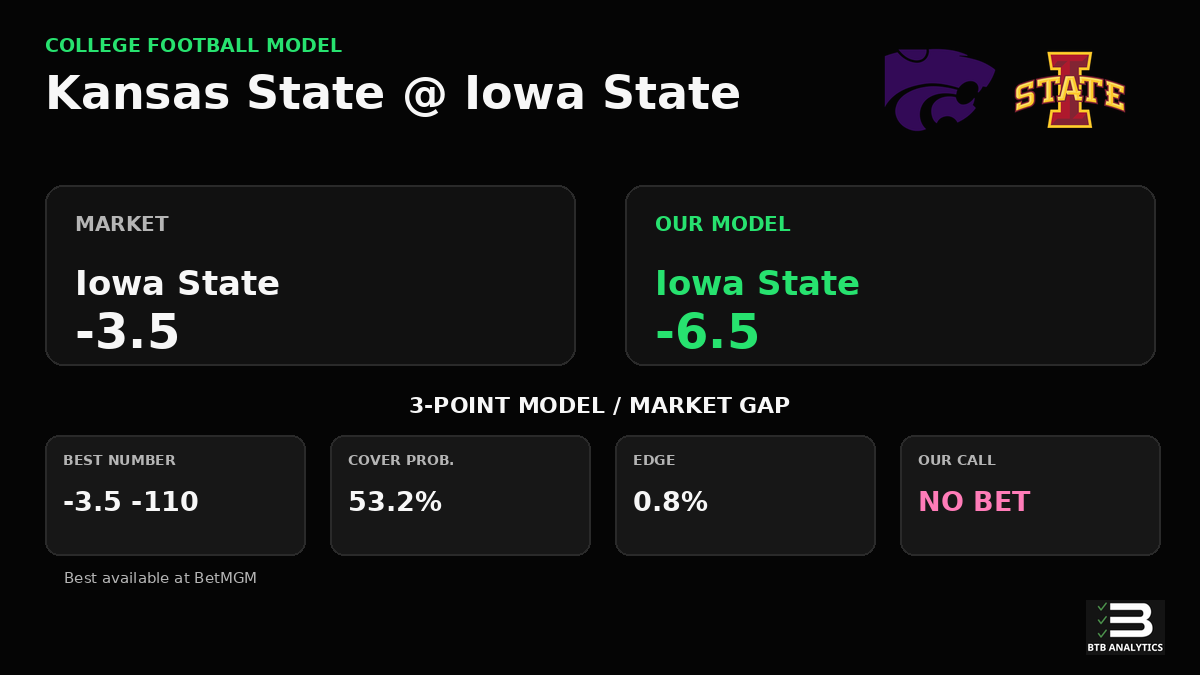 COLLEGE FOOTBALL MODEL
Kansas State @ Iowa State
I
STATE
MARKET
Iowa State
-3.5
OUR MODEL
Iowa State
-6.5
3-POINT MODEL / MARKET GAP
BEST NUMBER
-3.5 -110
COVER PROB.
53.2%
EDGE
0.8%
OUR CALL
NO BET
Best available at BetMGM
B
BTB ANALYTICS